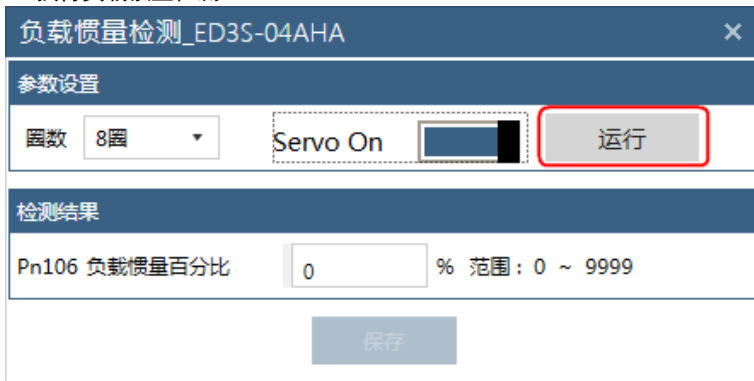 负载惯量检测_ED3S-04AHA
参数设置
圈数 8圈 Servo On 运行
检测结果
Pn106 负载惯量百分比 0 % 范围：0 ~ 9999
保存